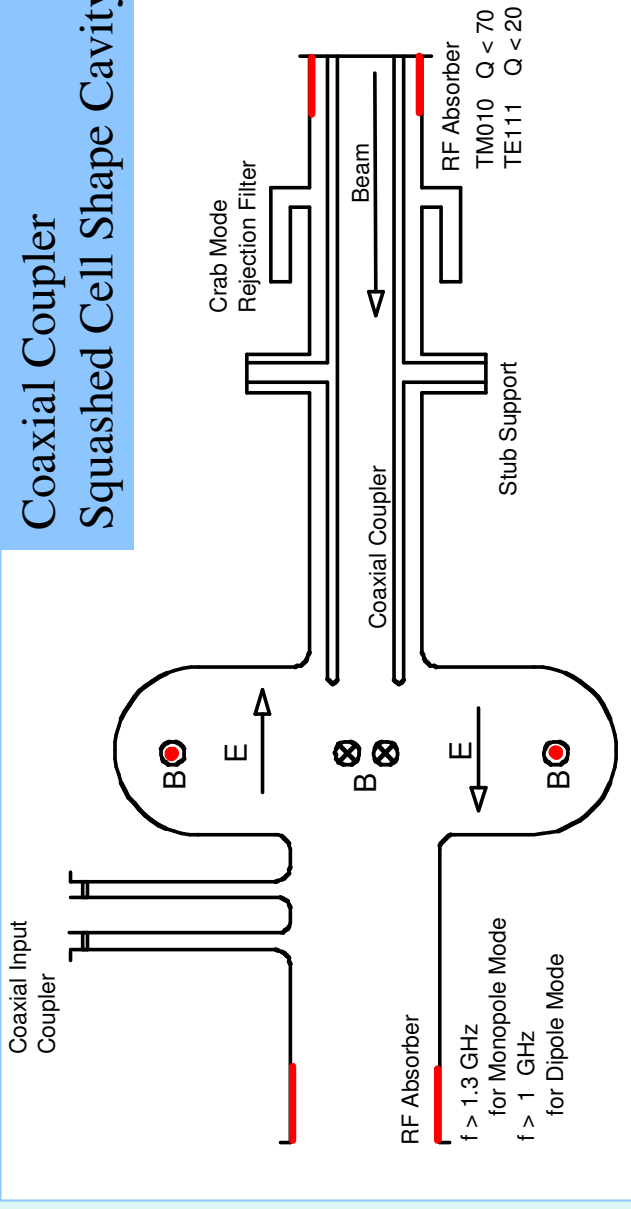 Coaxial Coupler
Squashed Cell Shape Cavity
Coaxial Input
Coupler
B
E
B
E
B
Crab Mode
Rejection Filter
Beam
Coaxial Coupler
Stub Support
RF Absorber
TM010 Q < 70
TE111 Q < 20
RF Absorber
f > 1.3 GHz
for Monopole Mode
f > 1 GHz
for Dipole Mode